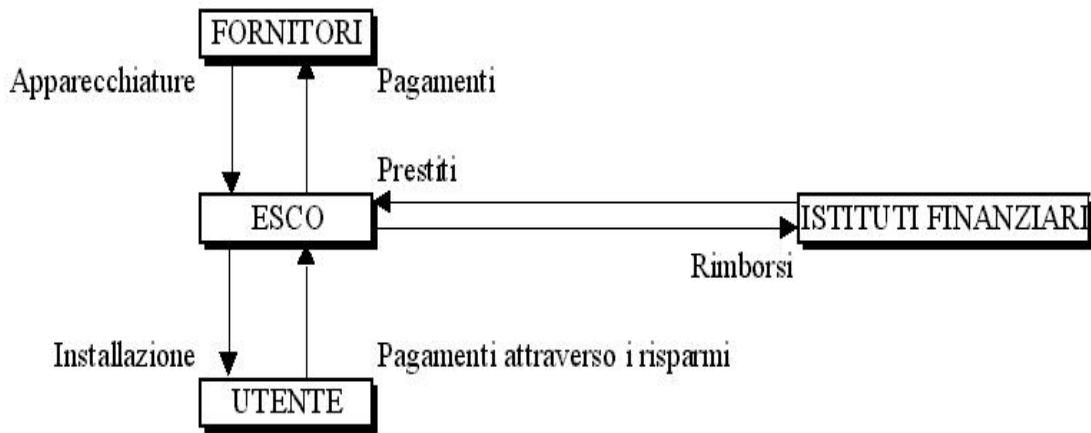 FORNITORI
Apparecchiature
Pagamenti
Prestiti
ESCO
ISTITUTI FINANZIARI
Rimborsi
Installazione
Pagamenti attraverso i risparmi
UTENTE